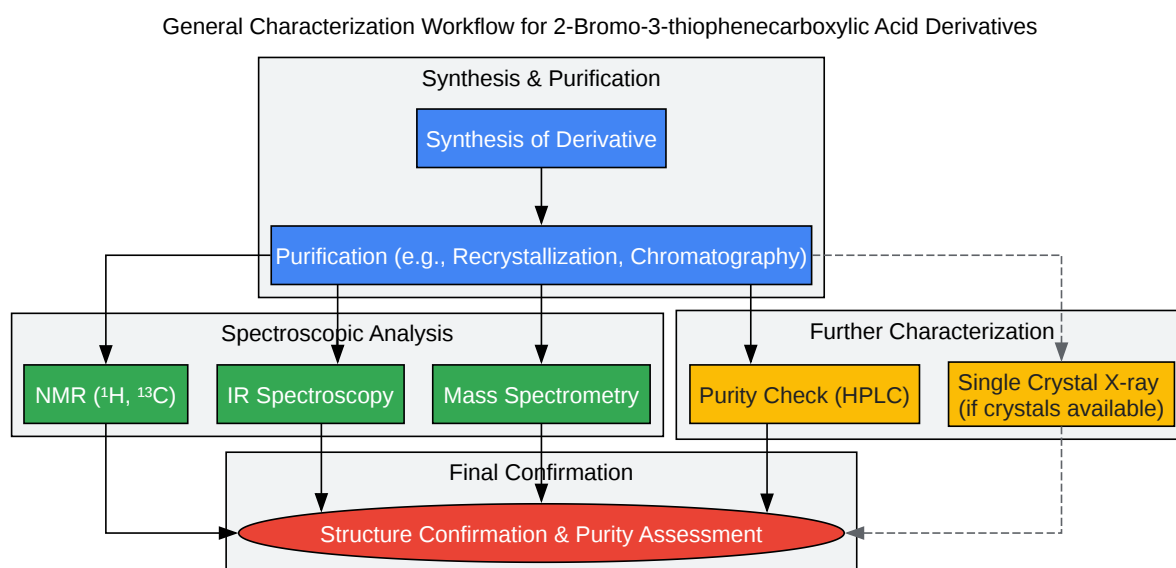 General Characterization Workflow for 2-Bromo-3-thiophenecarboxylic Acid Derivatives
Synthesis & Purification
Synthesis of Derivative
Purification (e.g., Recrystallization, Chromatography)
Spectroscopic Analysis
Further Characterization
NMR (¹H, ¹³C)
IR Spectroscopy
Mass Spectrometry
Purity Check (HPLC)
Single Crystal X-ray
(if crystals available)
Final Confirmation
Structure Confirmation & Purity Assessment